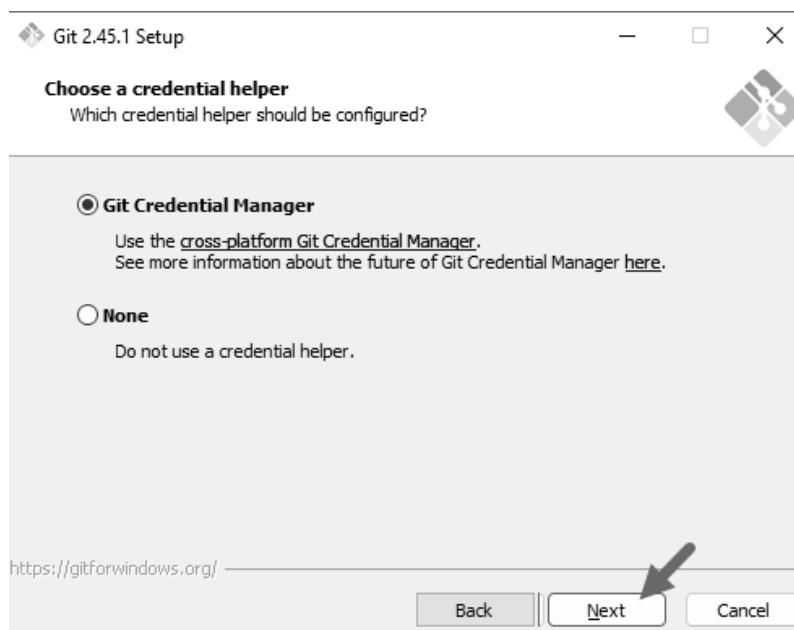 Git 2.45.1 Setup
Choose a credential helper
Which credential helper should be configured?
Git Credential Manager
Use the cross-platform Git Credential Manager.
See more information about the future of Git Credential Manager here.
None
Do not use a credential helper.
https://gitforwindows.org/
Back Next Cancel